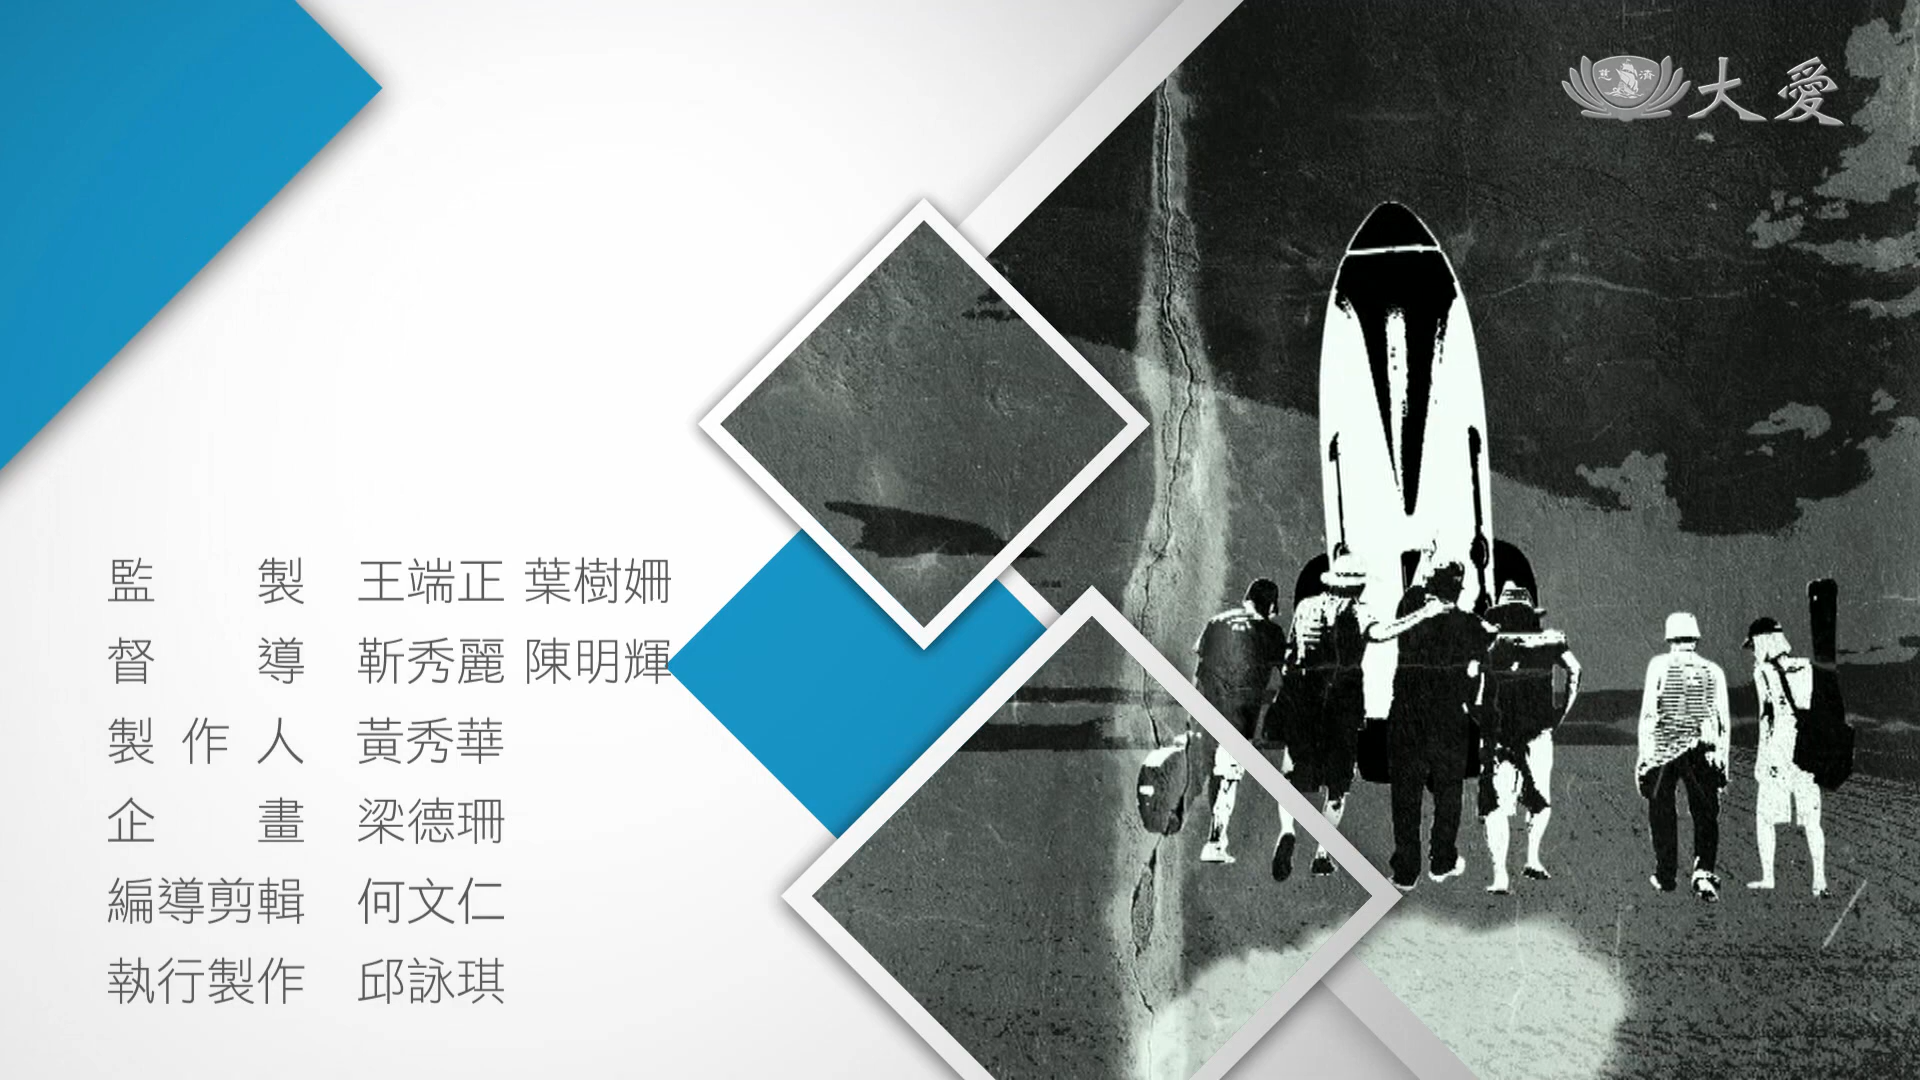 慈濟
大愛
監製 王端正 葉樹姍
督導 靳秀麗 陳明輝
製作人 黃秀華
企畫 梁德珊
編導剪輯 何文仁
執行製作 邱詠琪